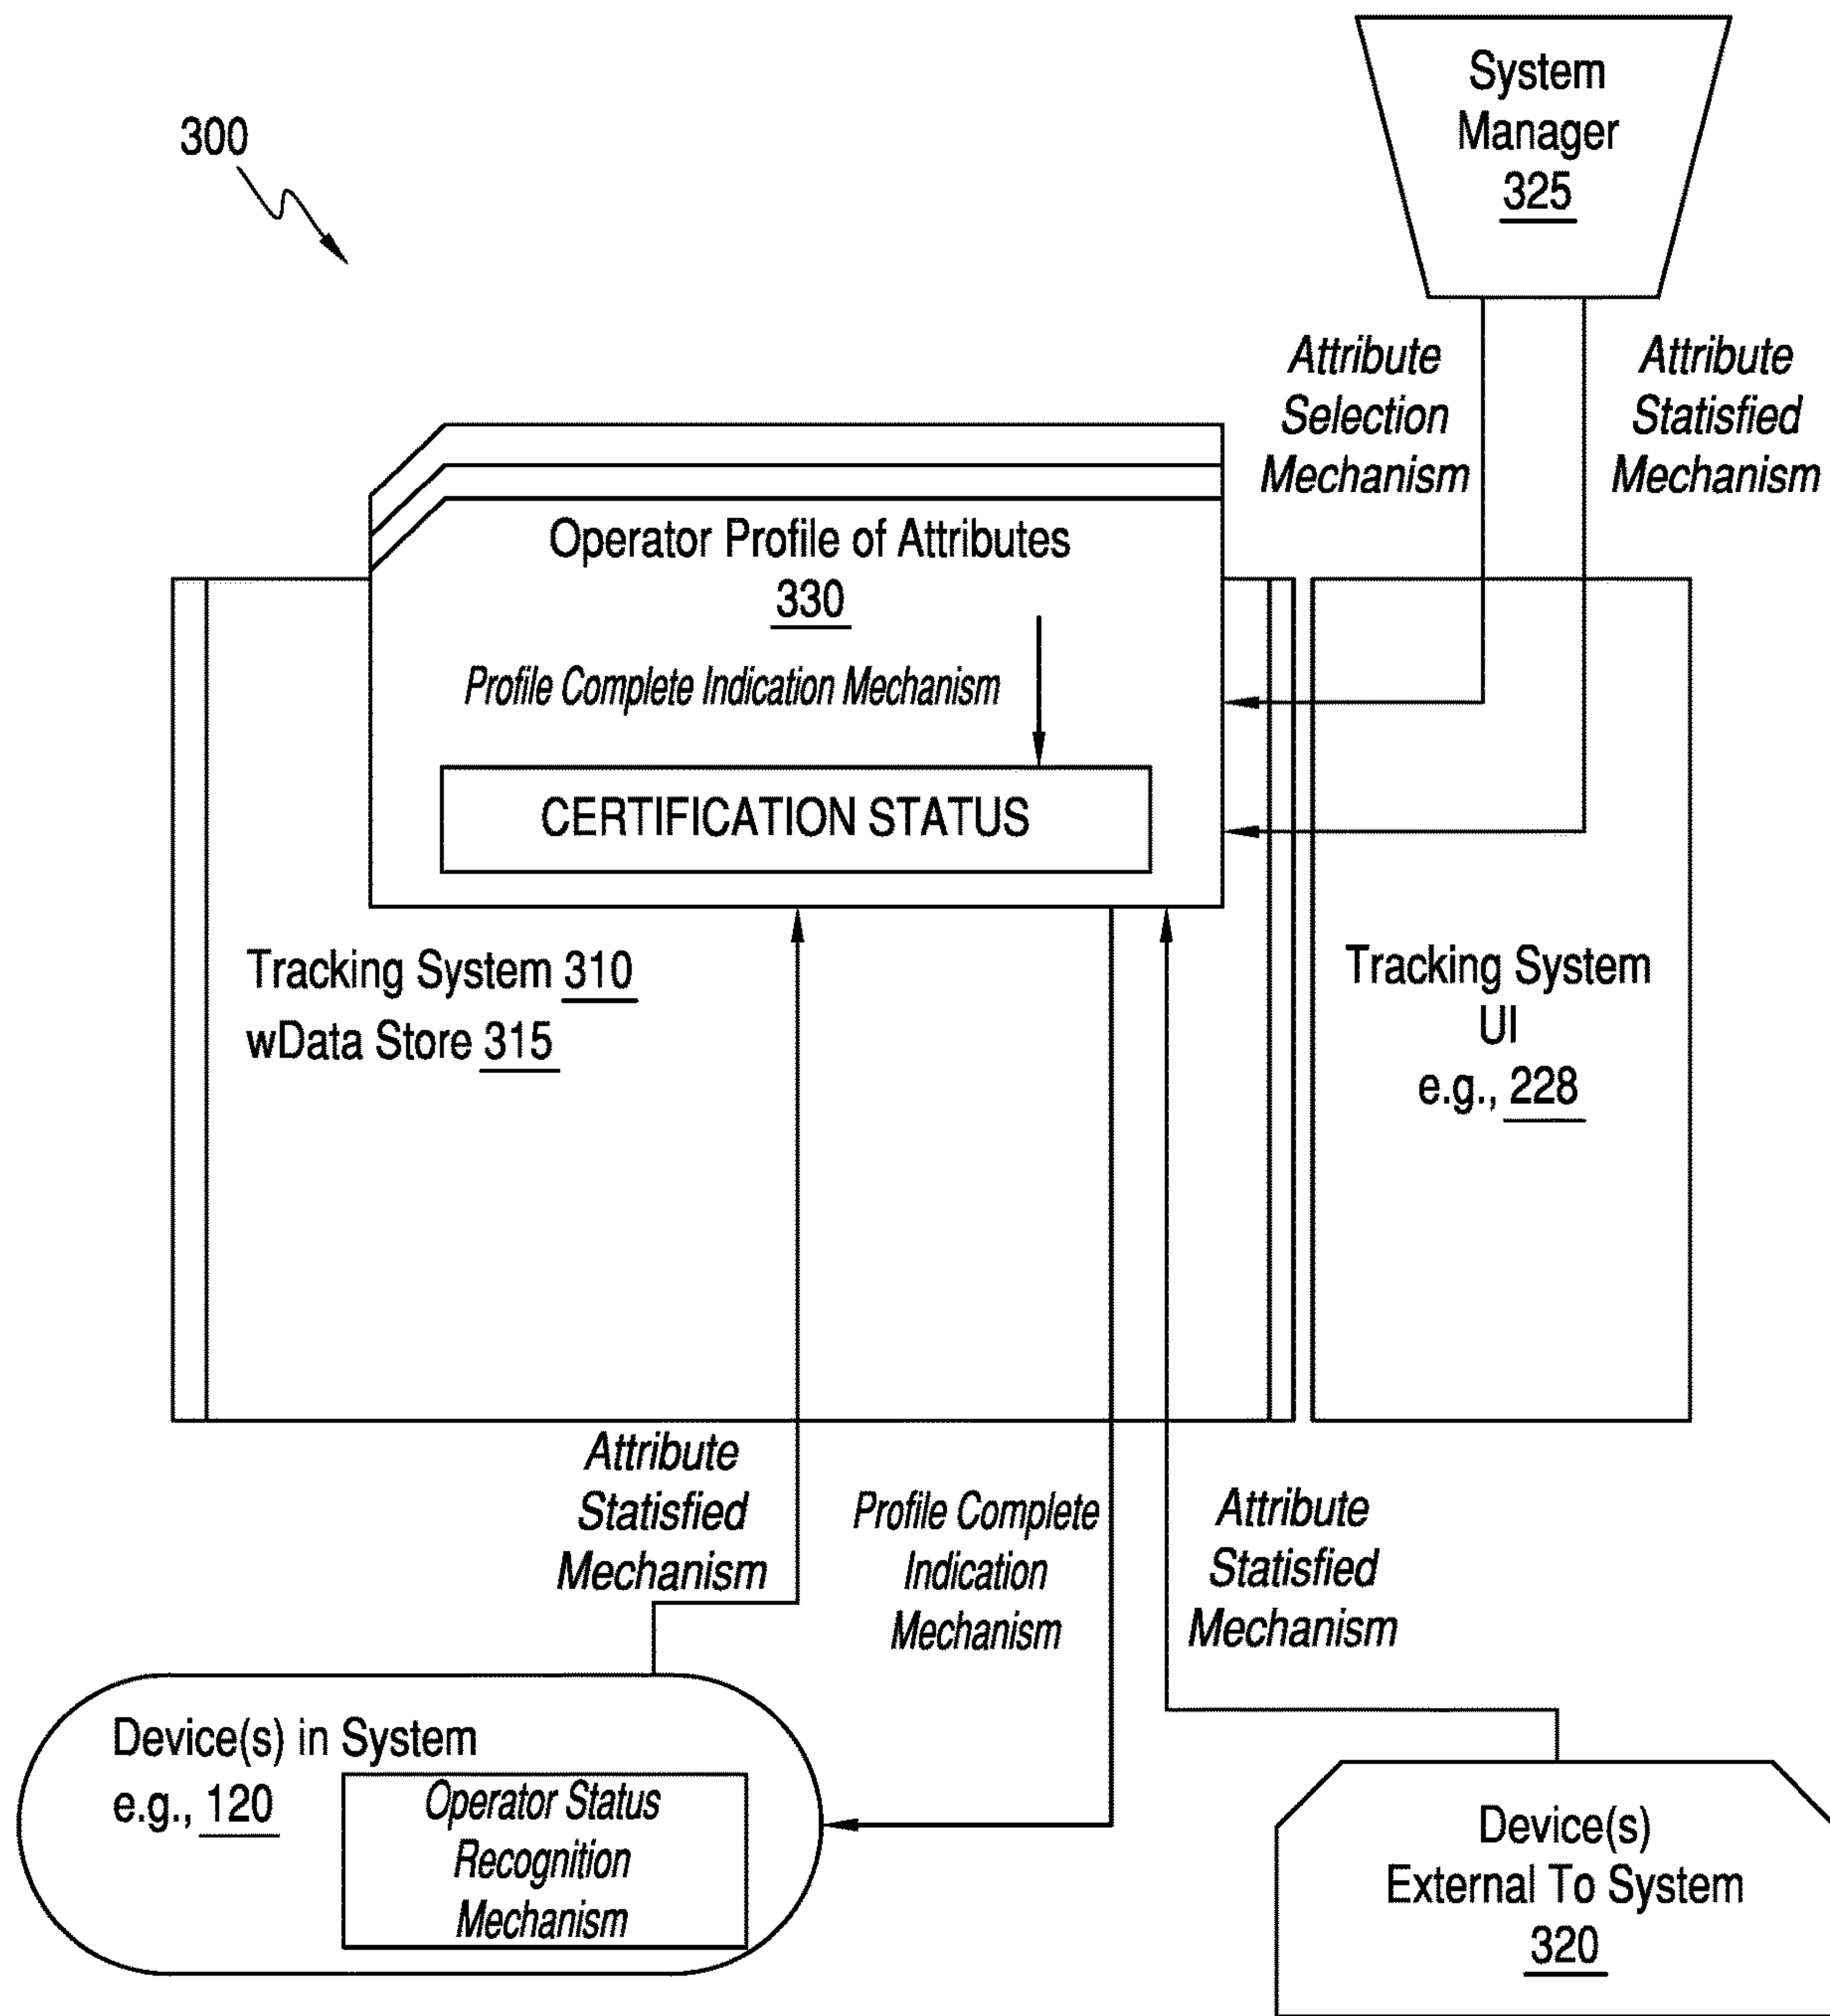 System
Manager
325
300
Attribute
Selection
Mechanism
Attribute
Statisfied
Mechanism
Operator Profile of Attributes
330
Profile Complete Indication Mechanism
CERTIFICATION STATUS
Tracking System 310
wData Store 315
Tracking System
UI
e.g., 228
Attribute
Statisfied
Mechanism
Profile Complete
Indication
Mechanism
Attribute
Statisfied
Mechanism
Device(s) in System
e.g., 120
Operator Status
Recognition
Mechanism
Device(s)
External To System
320